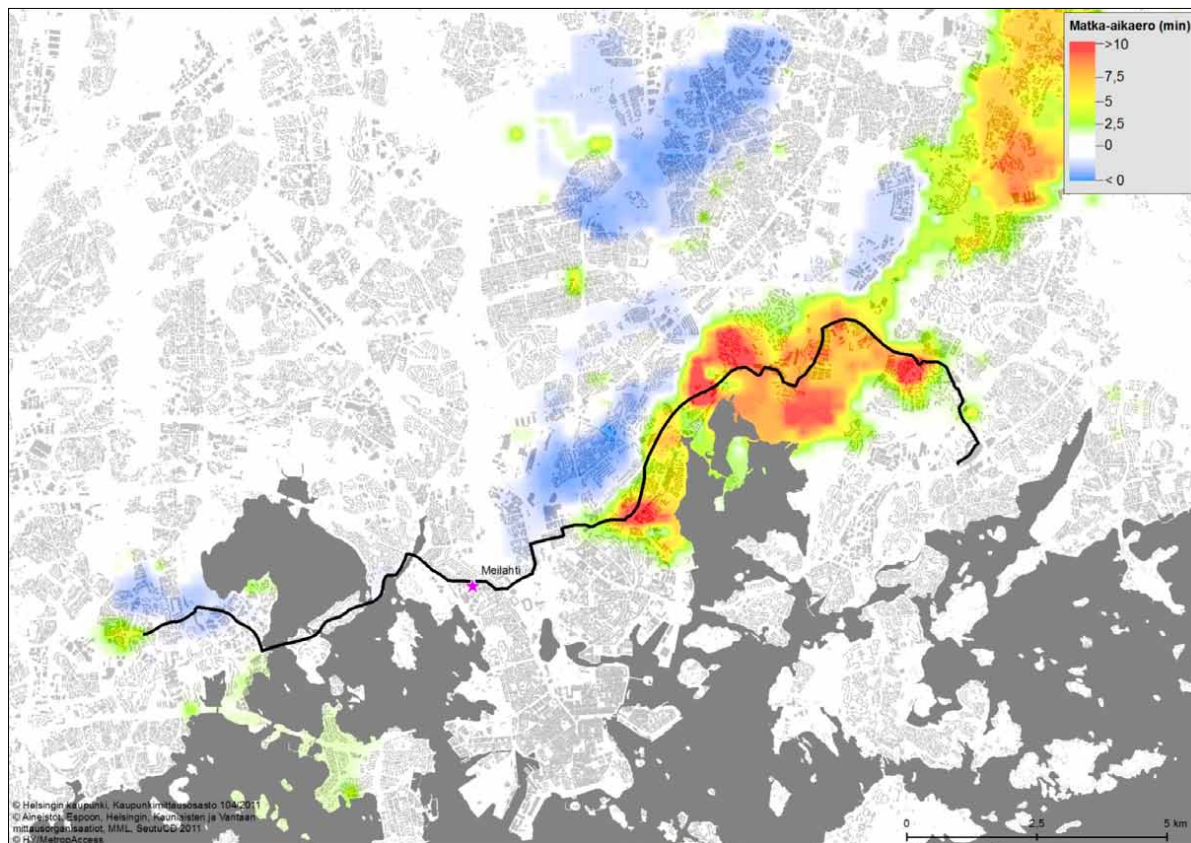 Matka-aikaero (min)
>10
7,5
5
2,5
0
< 0
Meilahti
© Helsingin kaupunki, Kaupunkimittausosasto 104/2011
© Aineistot, Espoon, Helsingin, Kauniaisten ja Vantaan
mittausorganisaatiot, MML, SeutuCD 2011
© HY/MetropAccess
0 2,5 5 km